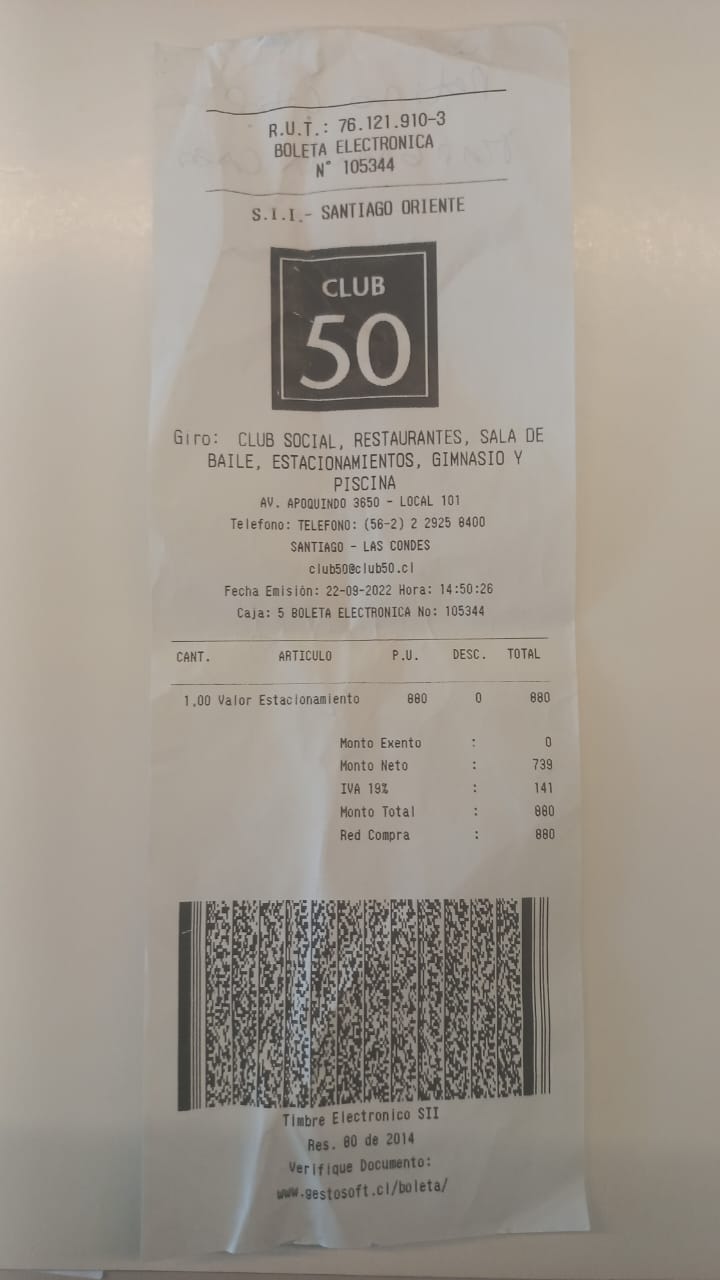 R.U.T.: 76.121.910-3
BOLETA ELECTRONICA
N° 105344
S.I.I.- SANTIAGO ORIENTE
CLUB
50
Giro: CLUB SOCIAL, RESTAURANTES, SALA DE
BAILE, ESTACIONAMIENTOS, GIMNASIO Y
PISCINA
AV. APOQUINDO 3650 - LOCAL 101
Telefono: TELEFONO: (56-2) 2 2925 8400
SANTIAGO - LAS CONDES
club50@club50.cl
Fecha Emisión: 22-09-2022 Hora: 14:50:26
Caja: 5 BOLETA ELECTRONICA No: 105344
CANT. ARTICULO P.U. DESC. TOTAL
1.00 Valor Estacionamiento 880 0 880
Monto Exento : 0
Monto Neto : 739
IVA 19% : 141
Monto Total : 880
Red Compra : 880
Timbre Electronico SII
Res. 80 de 2014
Verifique Documento:
www.gestosoft.cl/boleta/